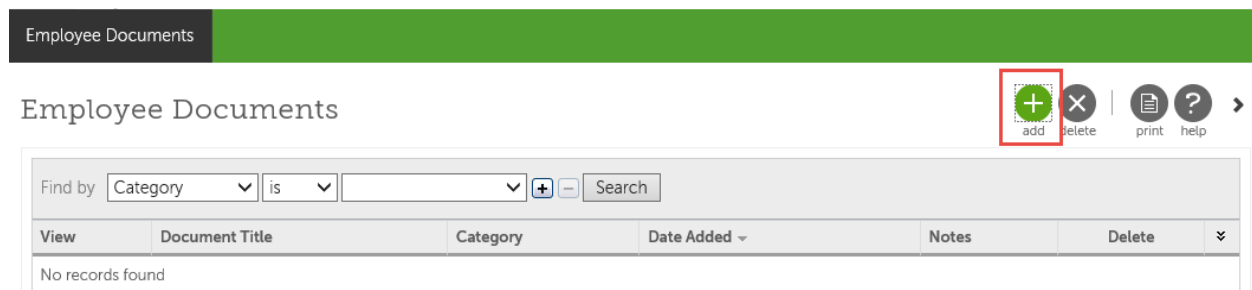 Employee Documents
Employee Documents
add delete print help
Find by Category is Search
View Document Title Category Date Added Notes Delete
No records found